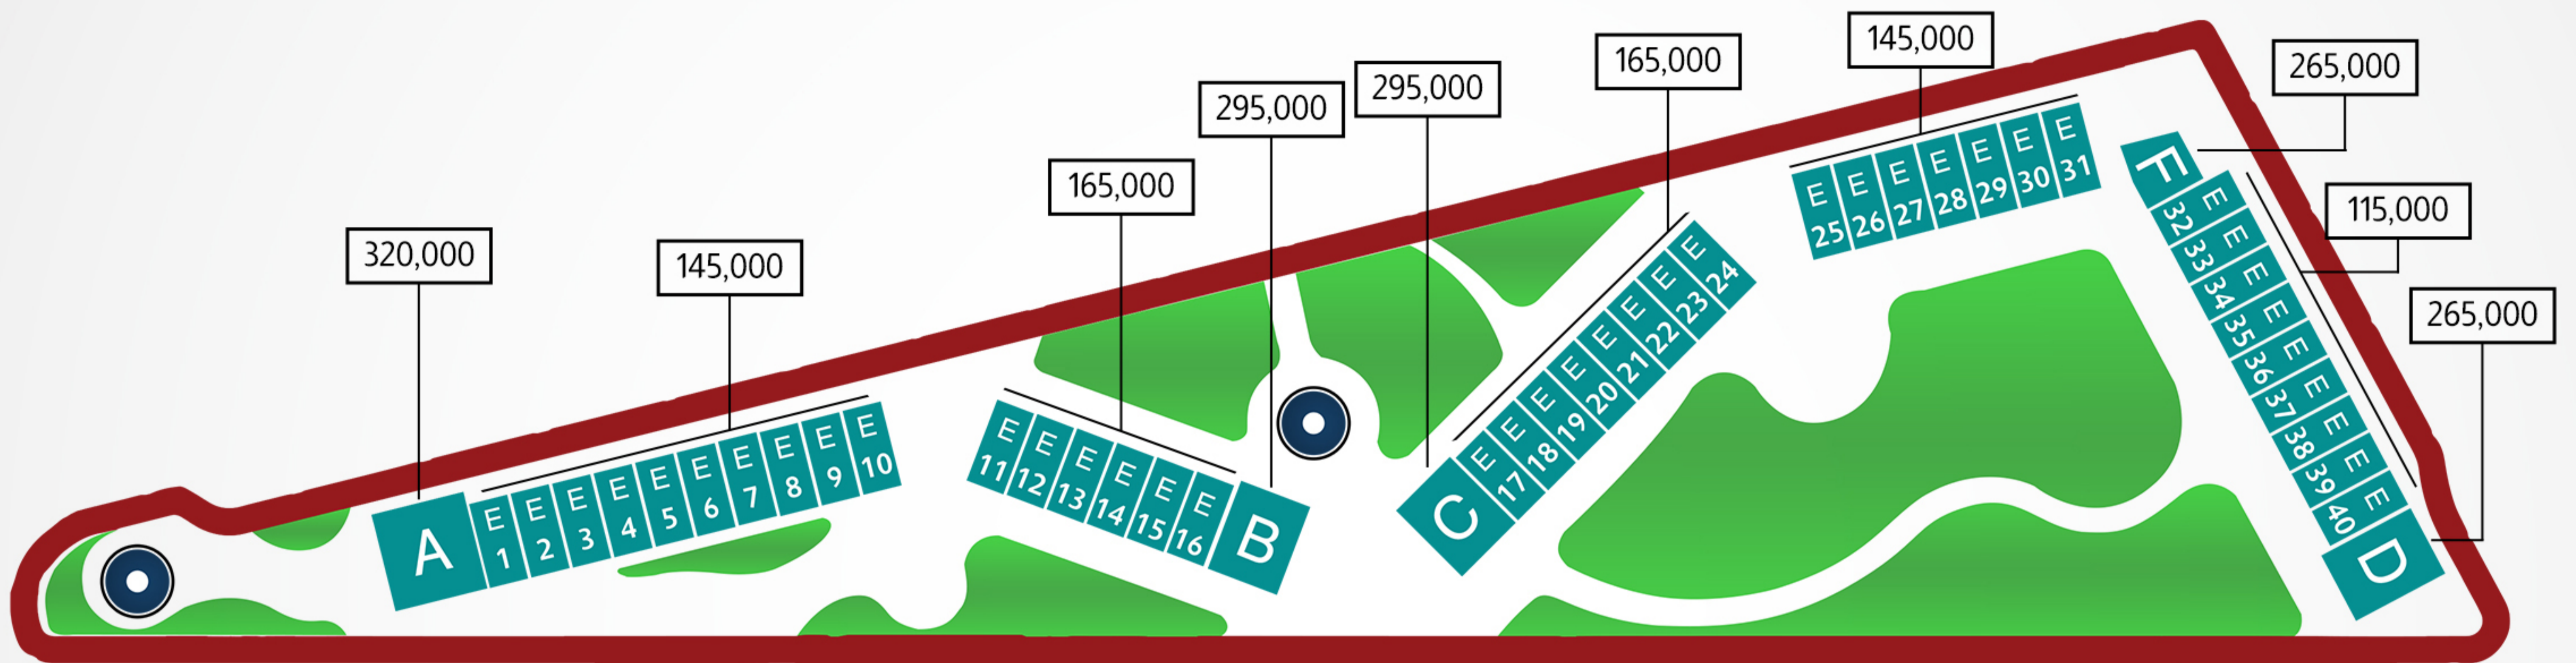 145,000
265,000
165,000
295,000
295,000
165,000
115,000
320,000
145,000
265,000
A
E 1
E 2
E 3
E 4
E 5
E 6
E 7
E 8
E 9
E 10
E 11
E 12
E 13
E 14
E 15
E 16
B
C
E 17
E 18
E 19
E 20
E 21
E 22
E 23
E 24
E 25
E 26
E 27
E 28
E 29
E 30
E 31
F
E 32
E 33
E 34
E 35
E 36
E 37
E 38
E 39
E 40
D